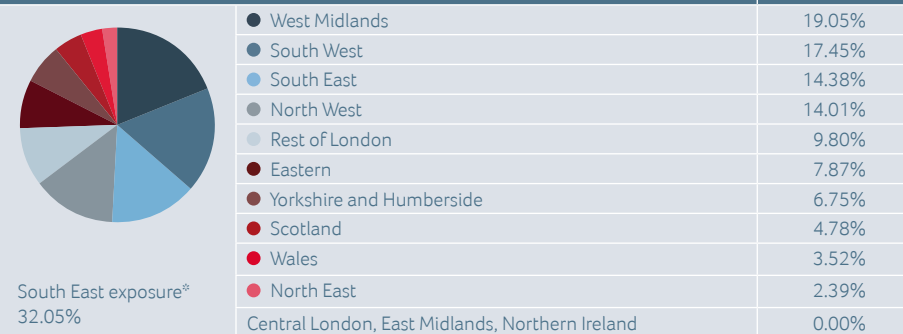 West Midlands 19.05%
South West 17.45%
South East 14.38%
North West 14.01%
Rest of London 9.80%
Eastern 7.87%
Yorkshire and Humberside 6.75%
Scotland 4.78%
Wales 3.52%
North East 2.39%
Central London, East Midlands, Northern Ireland 0.00%
South East exposure*
32.05%